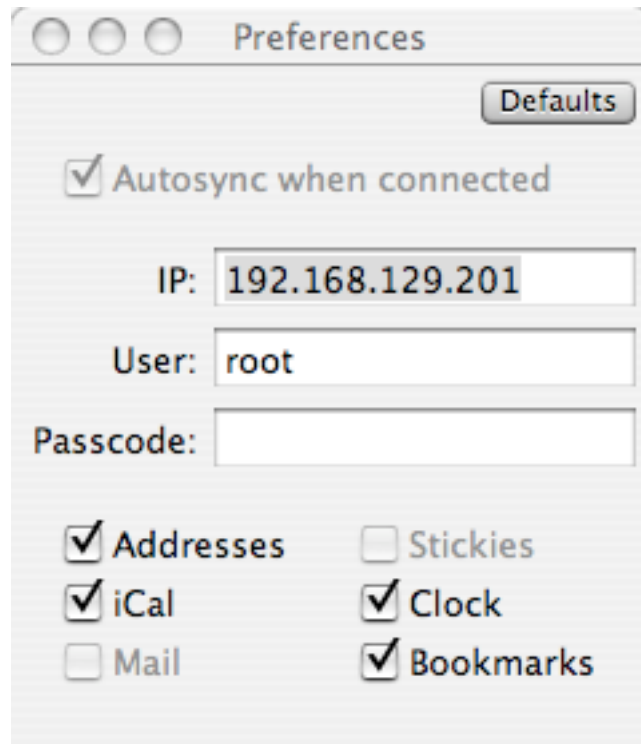 Preferences
Defaults
Autosync when connected
IP: 192.168.129.201
User: root
Passcode:
Addresses Stickies
iCal Clock
Mail Bookmarks